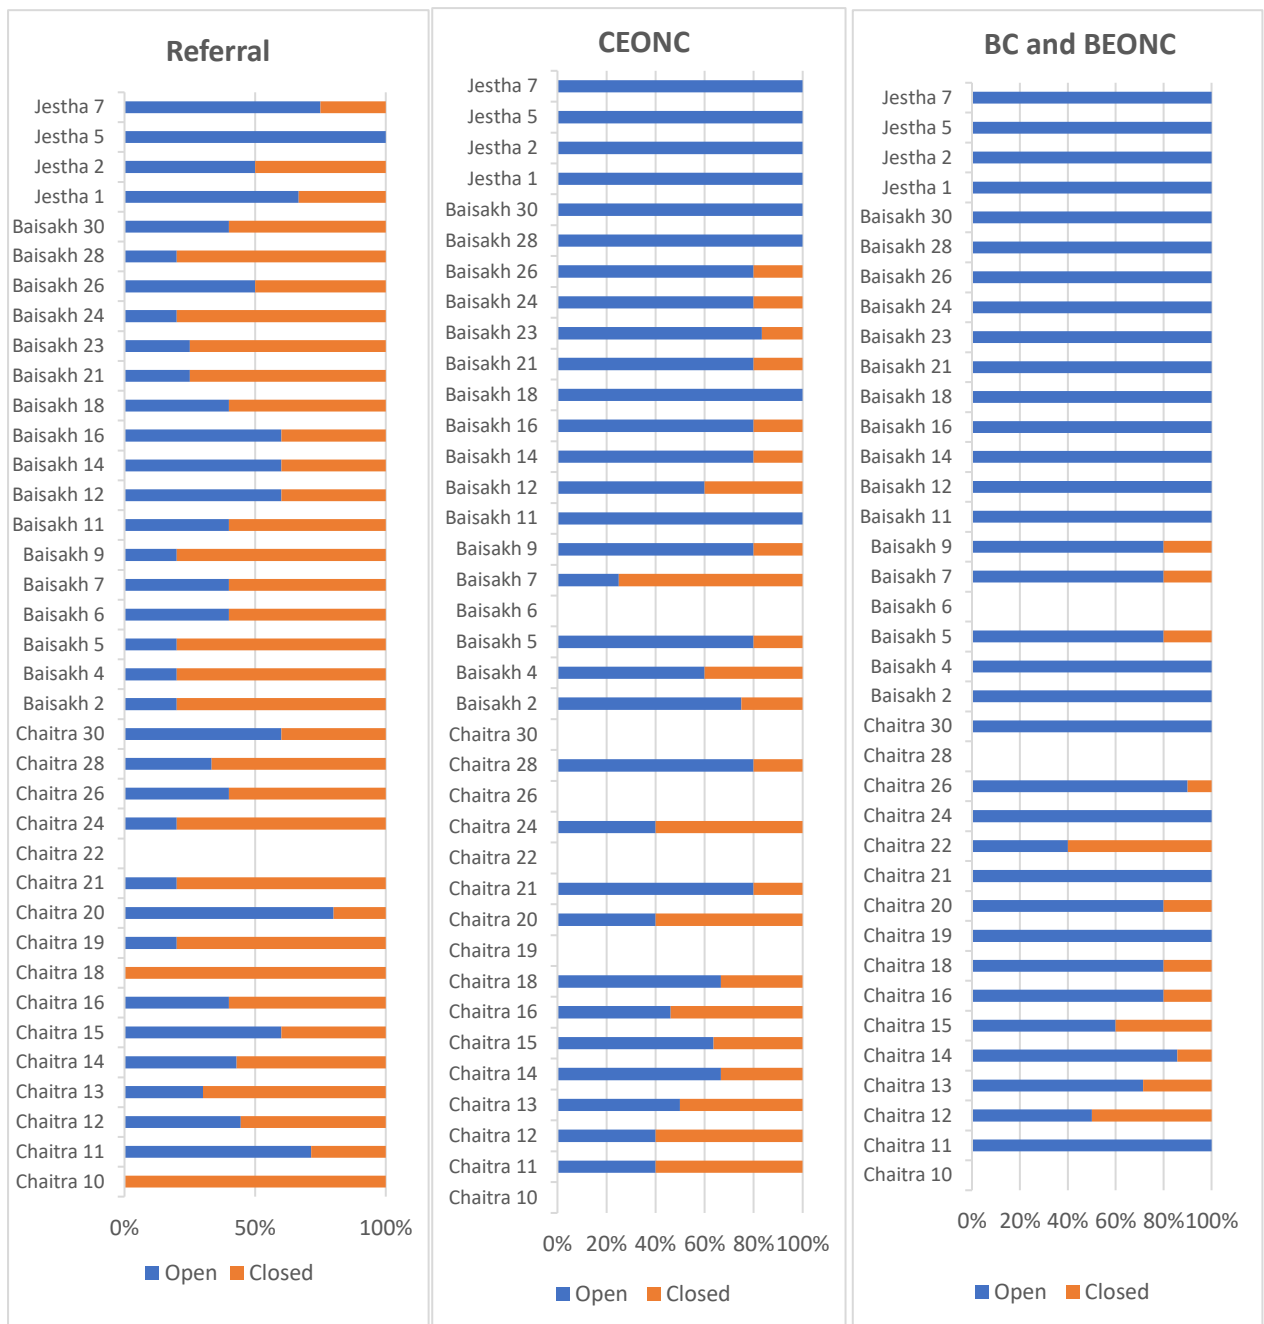 Referral
Jestha 7
Jestha 5
Jestha 2
Jestha 1
Baisakh 30
Baisakh 28
Baisakh 26
Baisakh 24
Baisakh 23
Baisakh 21
Baisakh 18
Baisakh 16
Baisakh 14
Baisakh 12
Baisakh 11
Baisakh 9
Baisakh 7
Baisakh 6
Baisakh 5
Baisakh 4
Baisakh 2
Chaitra 30
Chaitra 28
Chaitra 26
Chaitra 24
Chaitra 22
Chaitra 21
Chaitra 20
Chaitra 19
Chaitra 18
Chaitra 16
Chaitra 15
Chaitra 14
Chaitra 13
Chaitra 12
Chaitra 11
Chaitra 10
0% 50% 100%
Open Closed
CEONC
Jestha 7
Jestha 5
Jestha 2
Jestha 1
Baisakh 30
Baisakh 28
Baisakh 26
Baisakh 24
Baisakh 23
Baisakh 21
Baisakh 18
Baisakh 16
Baisakh 14
Baisakh 12
Baisakh 11
Baisakh 9
Baisakh 7
Baisakh 6
Baisakh 5
Baisakh 4
Baisakh 2
Chaitra 30
Chaitra 28
Chaitra 26
Chaitra 24
Chaitra 22
Chaitra 21
Chaitra 20
Chaitra 19
Chaitra 18
Chaitra 16
Chaitra 15
Chaitra 14
Chaitra 13
Chaitra 12
Chaitra 11
Chaitra 10
0% 20% 40% 60% 80% 100%
Open Closed
BC and BEONC
Jestha 7
Jestha 5
Jestha 2
Jestha 1
Baisakh 30
Baisakh 28
Baisakh 26
Baisakh 24
Baisakh 23
Baisakh 21
Baisakh 18
Baisakh 16
Baisakh 14
Baisakh 12
Baisakh 11
Baisakh 9
Baisakh 7
Baisakh 6
Baisakh 5
Baisakh 4
Baisakh 2
Chaitra 30
Chaitra 28
Chaitra 26
Chaitra 24
Chaitra 22
Chaitra 21
Chaitra 20
Chaitra 19
Chaitra 18
Chaitra 16
Chaitra 15
Chaitra 14
Chaitra 13
Chaitra 12
Chaitra 11
Chaitra 10
0% 20% 40% 60% 80% 100%
Open Closed